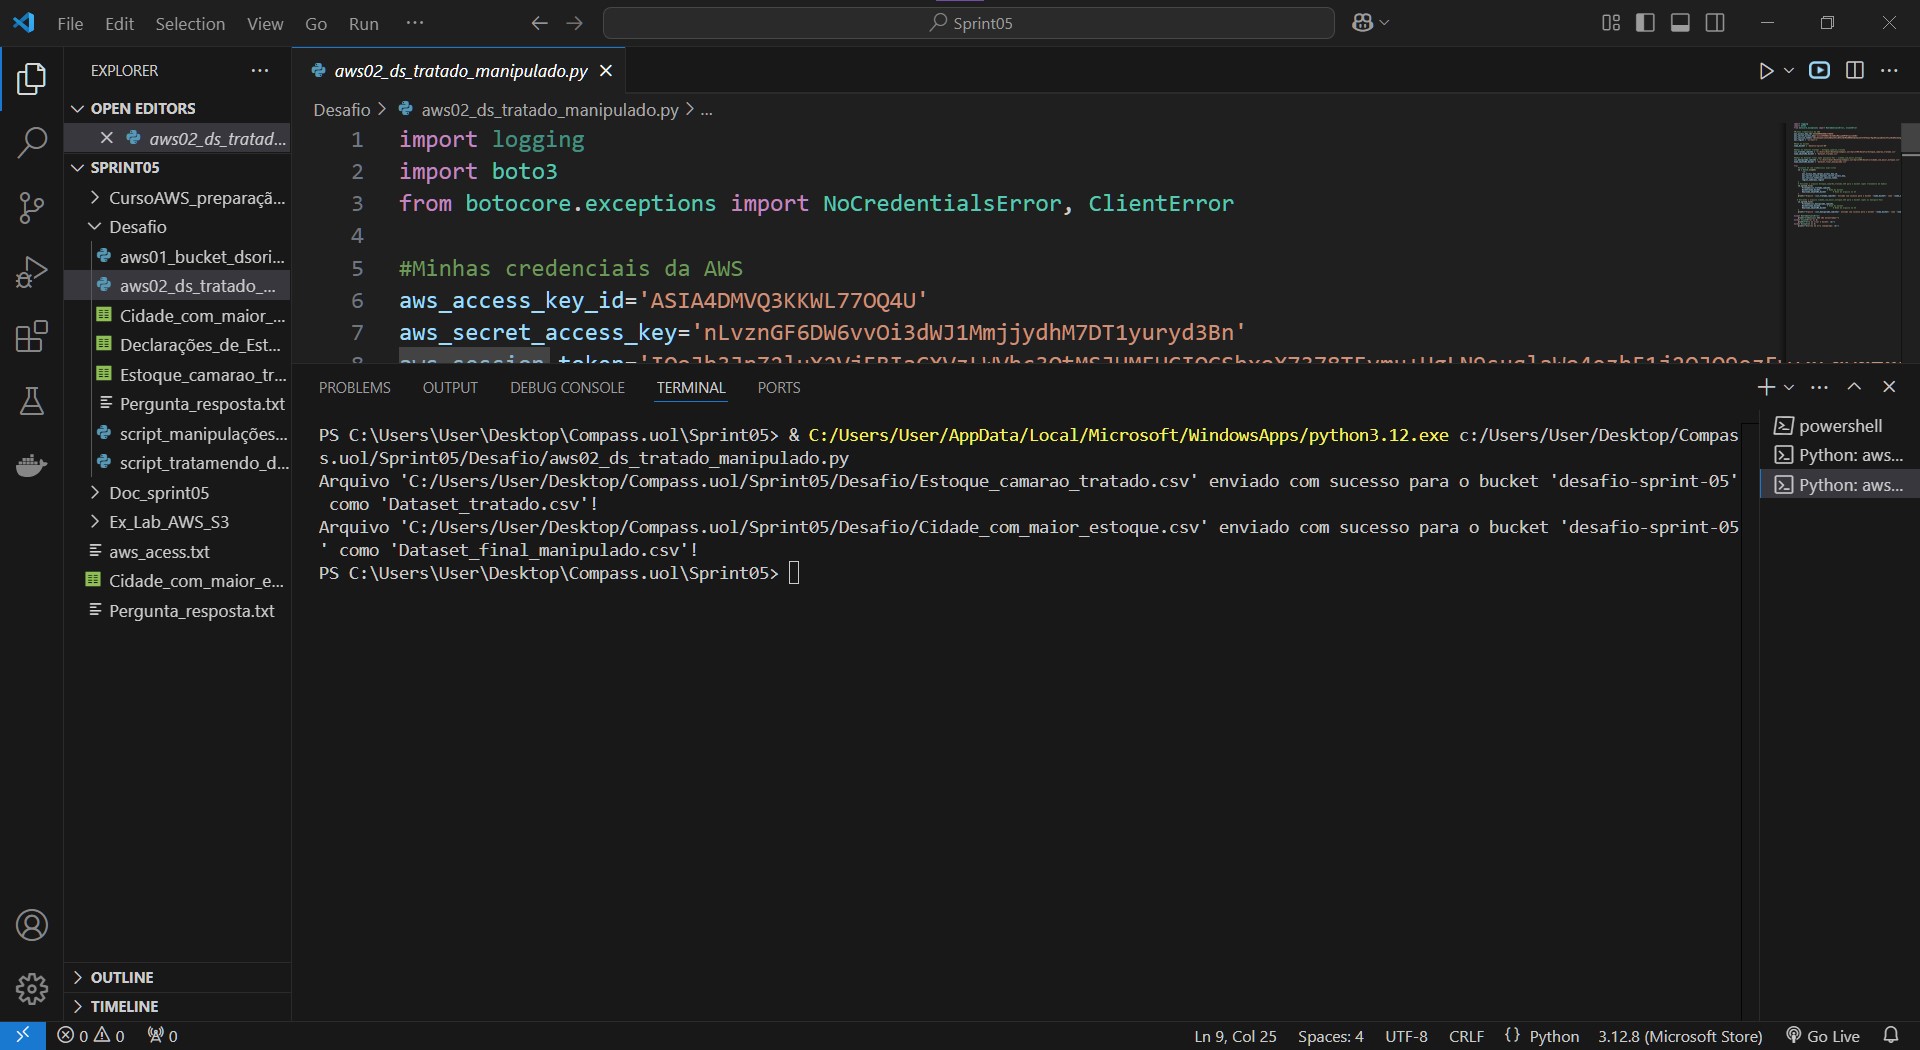 File Edit Selection View Go Run ···
Sprint05
EXPLORER ···
OPEN EDITORS
aws02_ds_tratad...
SPRINT05
CursoAWS_preparaçã...
Desafio
aws01_bucket_dsori...
aws02_ds_tratado_...
Cidade_com_maior_...
Declarações_de_Est...
Estoque_camarao_tr...
Pergunta_resposta.txt
script_manipulações...
script_tratamendo_d...
Doc_sprint05
Ex_Lab_AWS_S3
aws_acess.txt
Cidade_com_maior_e...
Pergunta_resposta.txt
OUTLINE
TIMELINE
aws02_ds_tratado_manipulado.py
Desafio > aws02_ds_tratado_manipulado.py > ...
1 import logging
2 import boto3
3 from botocore.exceptions import NoCredentialsError, ClientError
4
5 #Minhas credenciais da AWS
6 aws_access_key_id='ASIA4DMVQ3KKWL77OQ4U'
7 aws_secret_access_key='nLvznGF6DW6vvOi3dWJ1MmjjydhM7DT1yuryd3Bn'
8
PROBLEMS OUTPUT DEBUG CONSOLE TERMINAL PORTS
PS C:\Users\User\Desktop\Compass.uol\Sprint05> & C:/Users/User/AppData/Local/Microsoft/WindowsApps/python3.12.exe c:/Users/User/Desktop/Compas
s.uol/Sprint05/Desafio/aws02_ds_tratado_manipulado.py
Arquivo 'C:/Users/User/Desktop/Compass.uol/Sprint05/Desafio/Estoque_camarao_tratado.csv' enviado com sucesso para o bucket 'desafio-sprint-05'
como 'Dataset_tratado.csv'!
Arquivo 'C:/Users/User/Desktop/Compass.uol/Sprint05/Desafio/Cidade_com_maior_estoque.csv' enviado com sucesso para o bucket 'desafio-sprint-05
' como 'Dataset_final_manipulado.csv'!
PS C:\Users\User\Desktop\Compass.uol\Sprint05>
powershell
Python: aws...
Python: aws...
0 0 0
Ln 9, Col 25 Spaces: 4 UTF-8 CRLF {} Python 3.12.8 (Microsoft Store) Go Live